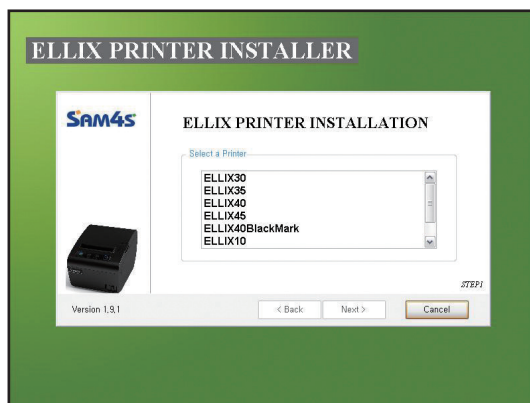 ELLIX PRINTER INSTALLER
SAM4S
ELLIX PRINTER INSTALLATION
Select a Printer
ELLIX30
ELLIX35
ELLIX40
ELLIX45
ELLIX40BlackMark
ELLIX10
STEP1
Version 1,9,1
< Back
Next >
Cancel